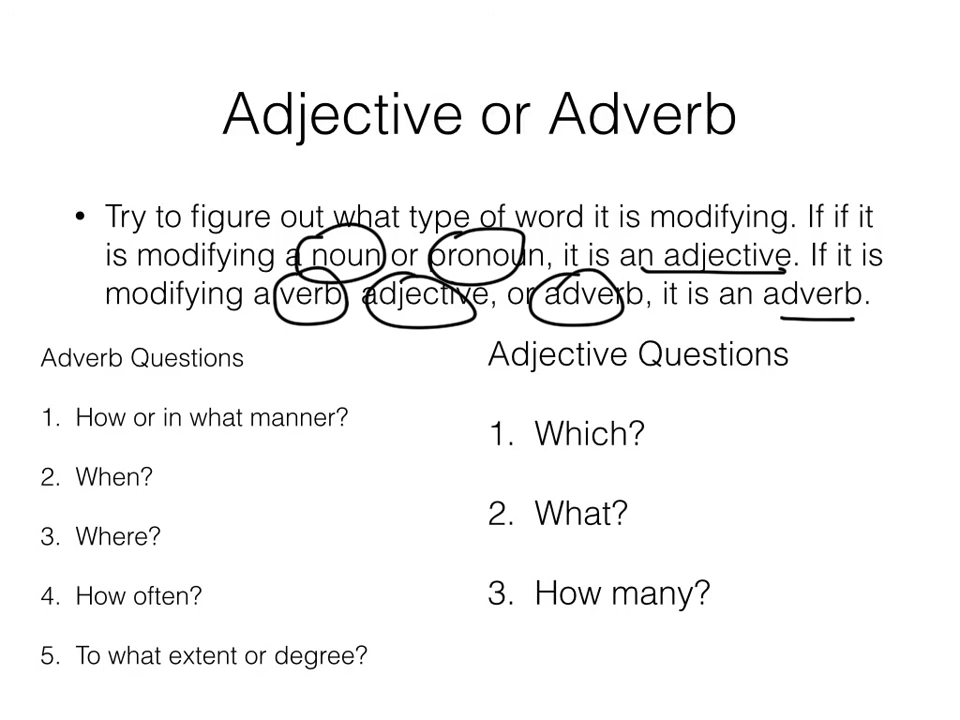 Adjective or Adverb
• Try to figure out what type of word it is modifying. If if it
is modifying a noun or pronoun, it is an adjective. If it is
modifying a verb, adjective, or adverb, it is an adverb.
Adverb Questions
1. How or in what manner?
2. When?
3. Where?
4. How often?
5. To what extent or degree?
Adjective Questions
1. Which?
2. What?
3. How many?